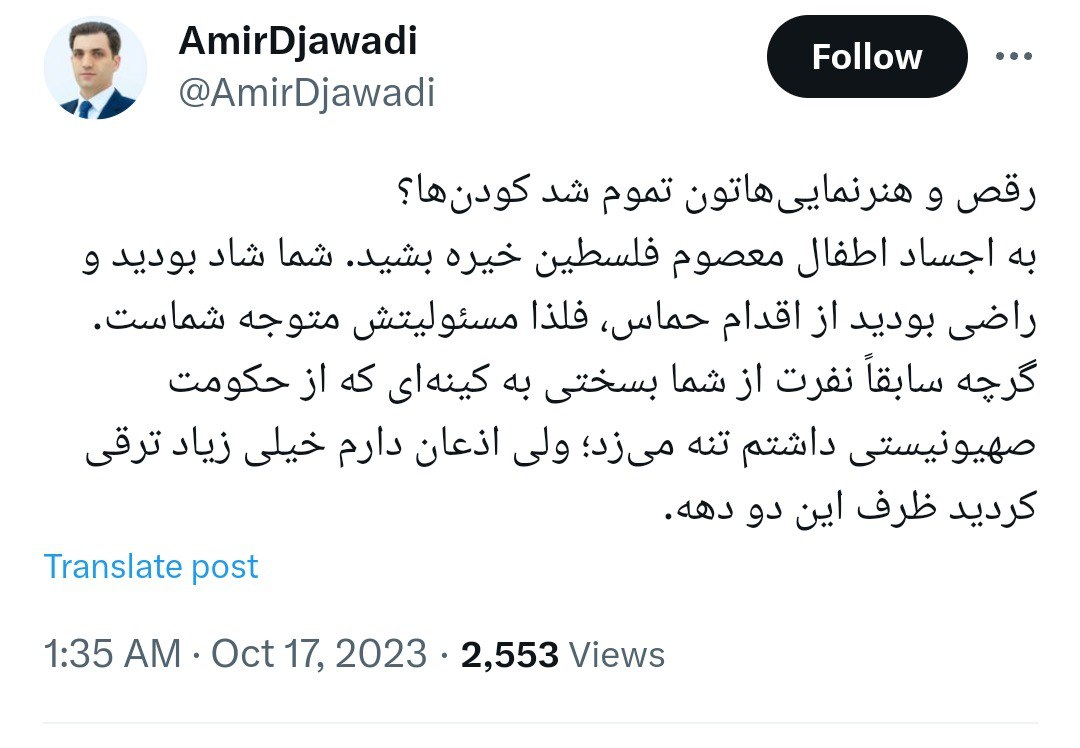 AmirDjawadi
@AmirDjawadi
Follow
رقص و هنرنمایی‌هاتون تموم شد کودن‌ها؟
به اجساد اطفال معصوم فلسطین خیره بشید. شما شاد بودید و
راضی بودید از اقدام حماس، فلذا مسئولیتش متوجه شماست.
گرچه سابقاً نفرت از شما بسختی به کینه‌ای که از حکومت
صهیونیستی داشتم تنه می‌زد؛ ولی اذعان دارم خیلی زیاد ترقی
کردید ظرف این دو دهه.
Translate post
1:35 AM · Oct 17, 2023 · 2,553 Views